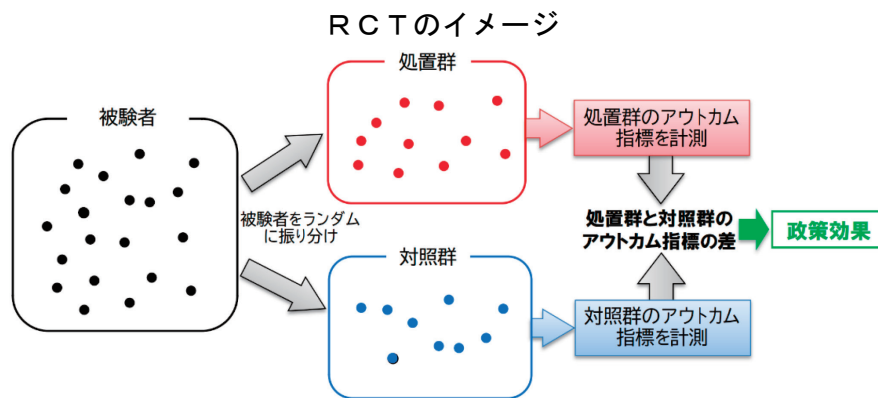 ＲＣＴのイメージ
被験者
処置群
被験者をランダム
に振り分け
対照群
処置群のアウトカム
指標を計測
処置群と対照群の
アウトカム指標の差
政策効果
対照群のアウトカム
指標を計測